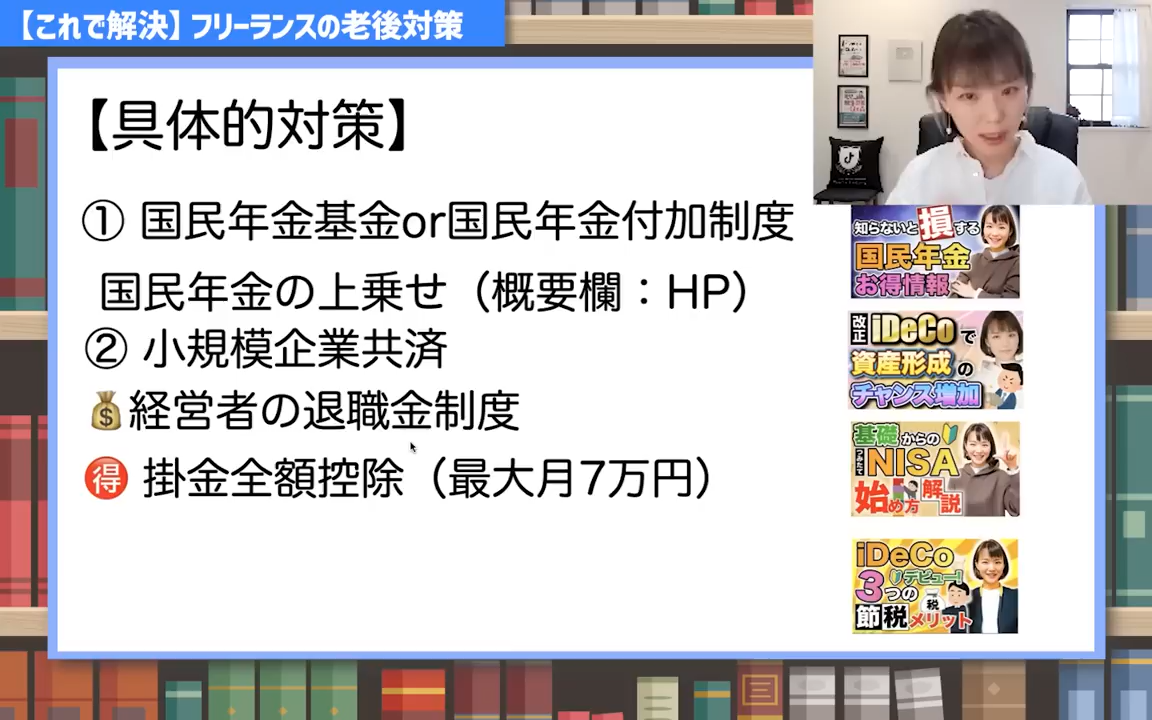 【これで解決】フリーランスの老後対策
【具体的対策】
① 国民年金基金or国民年金付加制度
国民年金の上乗せ（概要欄：HP）
② 小規模企業共済
💰経営者の退職金制度
🉐 掛金全額控除（最大月7万円）
知らないと損する
国民年金
お得情報
改正 iDeCoで
資産形成の
チャンス増加
基礎からの
つみたてNISA
始め方解説
iDeCo
デビュー!
3つの
節税メリット
税